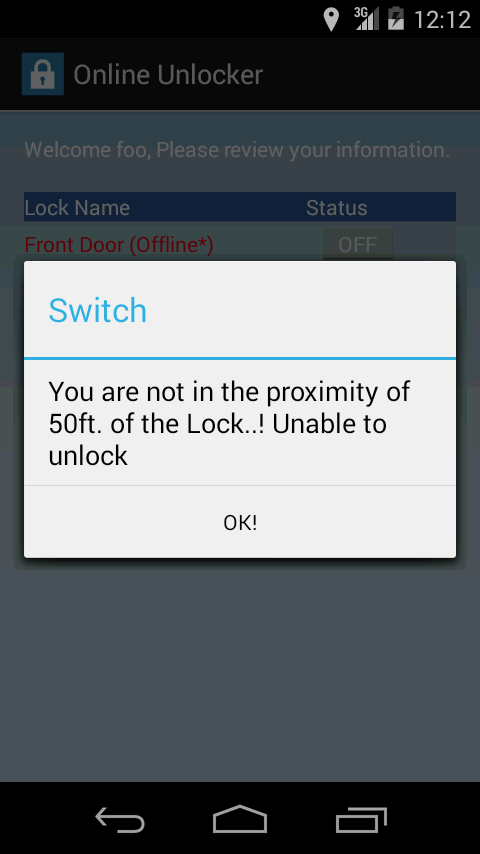 3G 12:12
Online Unlocker
Welcome foo, Please review your information.
Lock Name Status
Front Door (Offline*) OFF
Switch
You are not in the proximity of
50ft. of the Lock..! Unable to
unlock
OK!